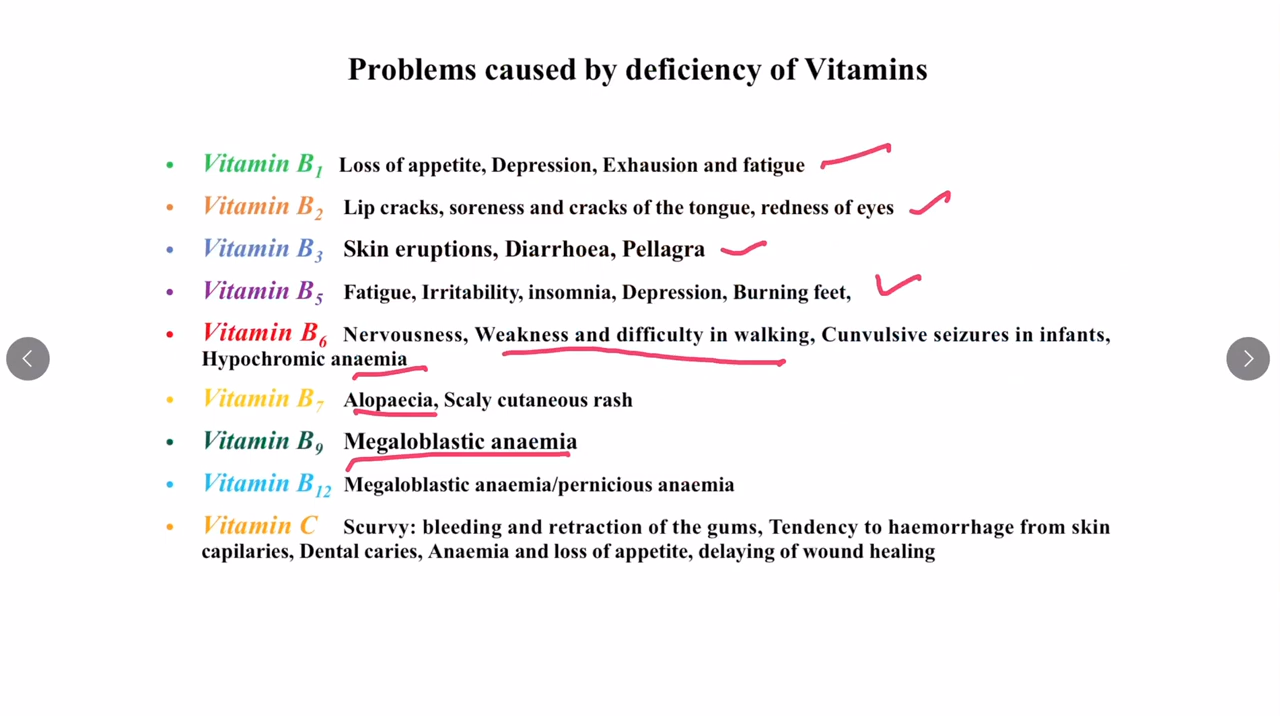 Problems caused by deficiency of Vitamins
• Vitamin B1 Loss of appetite, Depression, Exhausion and fatigue
• Vitamin B2 Lip cracks, soreness and cracks of the tongue, redness of eyes
• Vitamin B3 Skin eruptions, Diarrhoea, Pellagra
• Vitamin B5 Fatigue, Irritability, insomnia, Depression, Burning feet,
• Vitamin B6 Nervousness, Weakness and difficulty in walking, Cunvulsive seizures in infants,
Hypochromic anaemia
• Vitamin B7 Alopaecia, Scaly cutaneous rash
• Vitamin B9 Megaloblastic anaemia
• Vitamin B12 Megaloblastic anaemia/pernicious anaemia
• Vitamin C Scurvy: bleeding and retraction of the gums, Tendency to haemorrhage from skin
capilaries, Dental caries, Anaemia and loss of appetite, delaying of wound healing